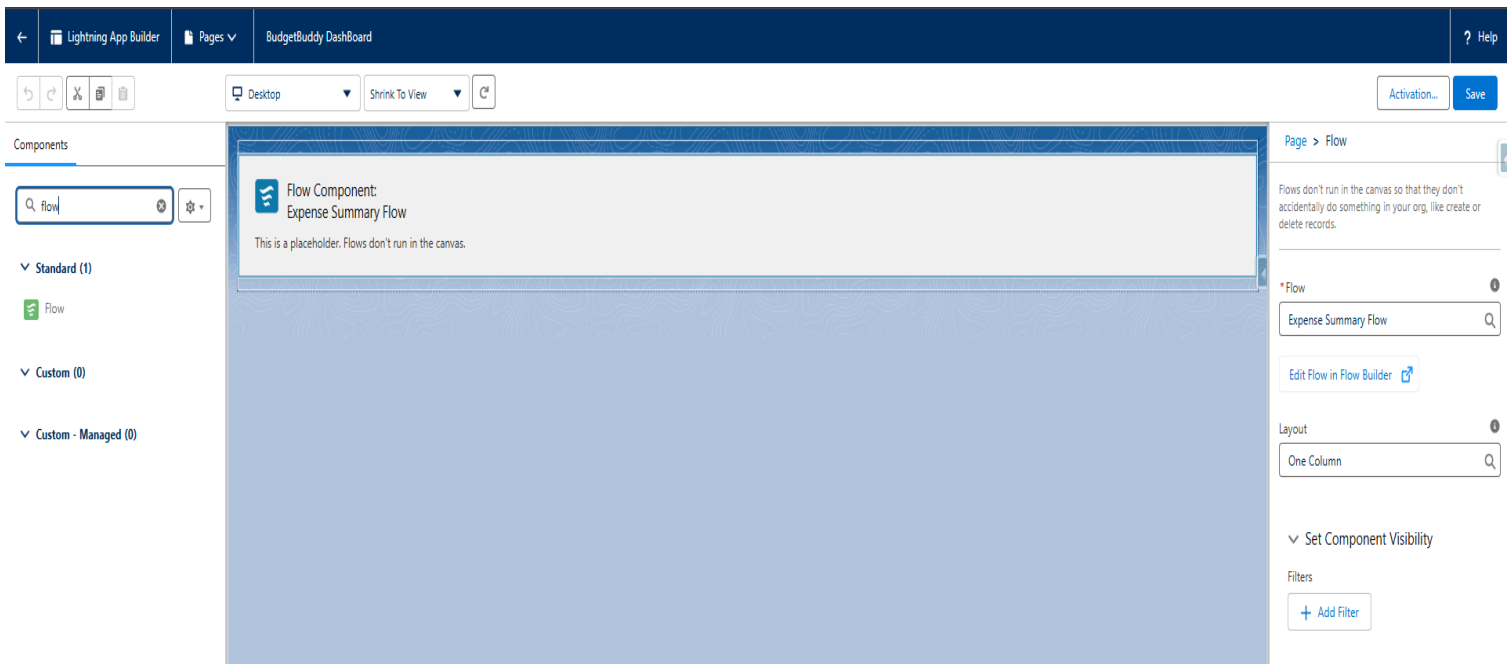 Lightning App Builder
Pages
BudgetBuddy DashBoard
? Help
Desktop
Shrink To View
Activation...
Save
Components
flow
Standard (1)
Flow
Custom (0)
Custom - Managed (0)
Flow Component:
Expense Summary Flow
This is a placeholder. Flows don't run in the canvas.
Page > Flow
Flows don't run in the canvas so that they don't
accidentally do something in your org, like create or
delete records.
*Flow
Expense Summary Flow
Edit Flow in Flow Builder
Layout
One Column
Set Component Visibility
Filters
+ Add Filter